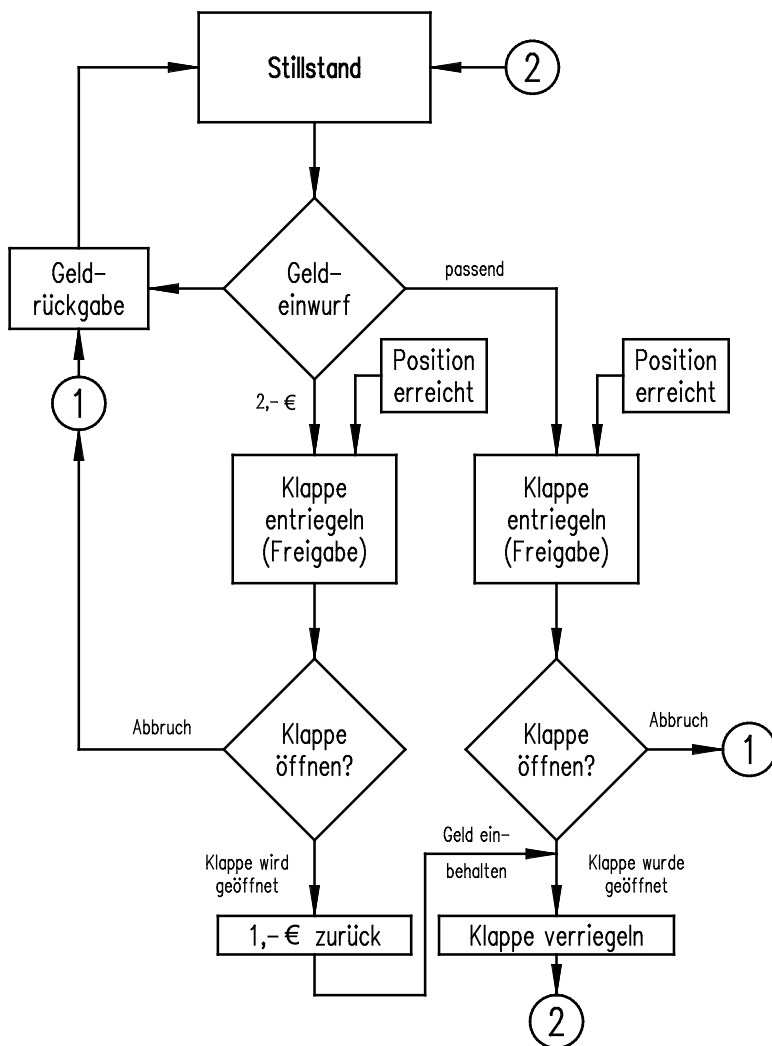 Stillstand
2
Geld-
rückgabe
Geld-
einwurf
passend
1
2,- €
Position
erreicht
Position
erreicht
Klappe
entriegeln
(Freigabe)
Klappe
entriegeln
(Freigabe)
Abbruch
Klappe
öffnen?
Klappe
öffnen?
Abbruch
1
Klappe wird
geöffnet
Geld ein-
behalten
Klappe wurde
geöffnet
1,- € zurück
Klappe verriegeln
2